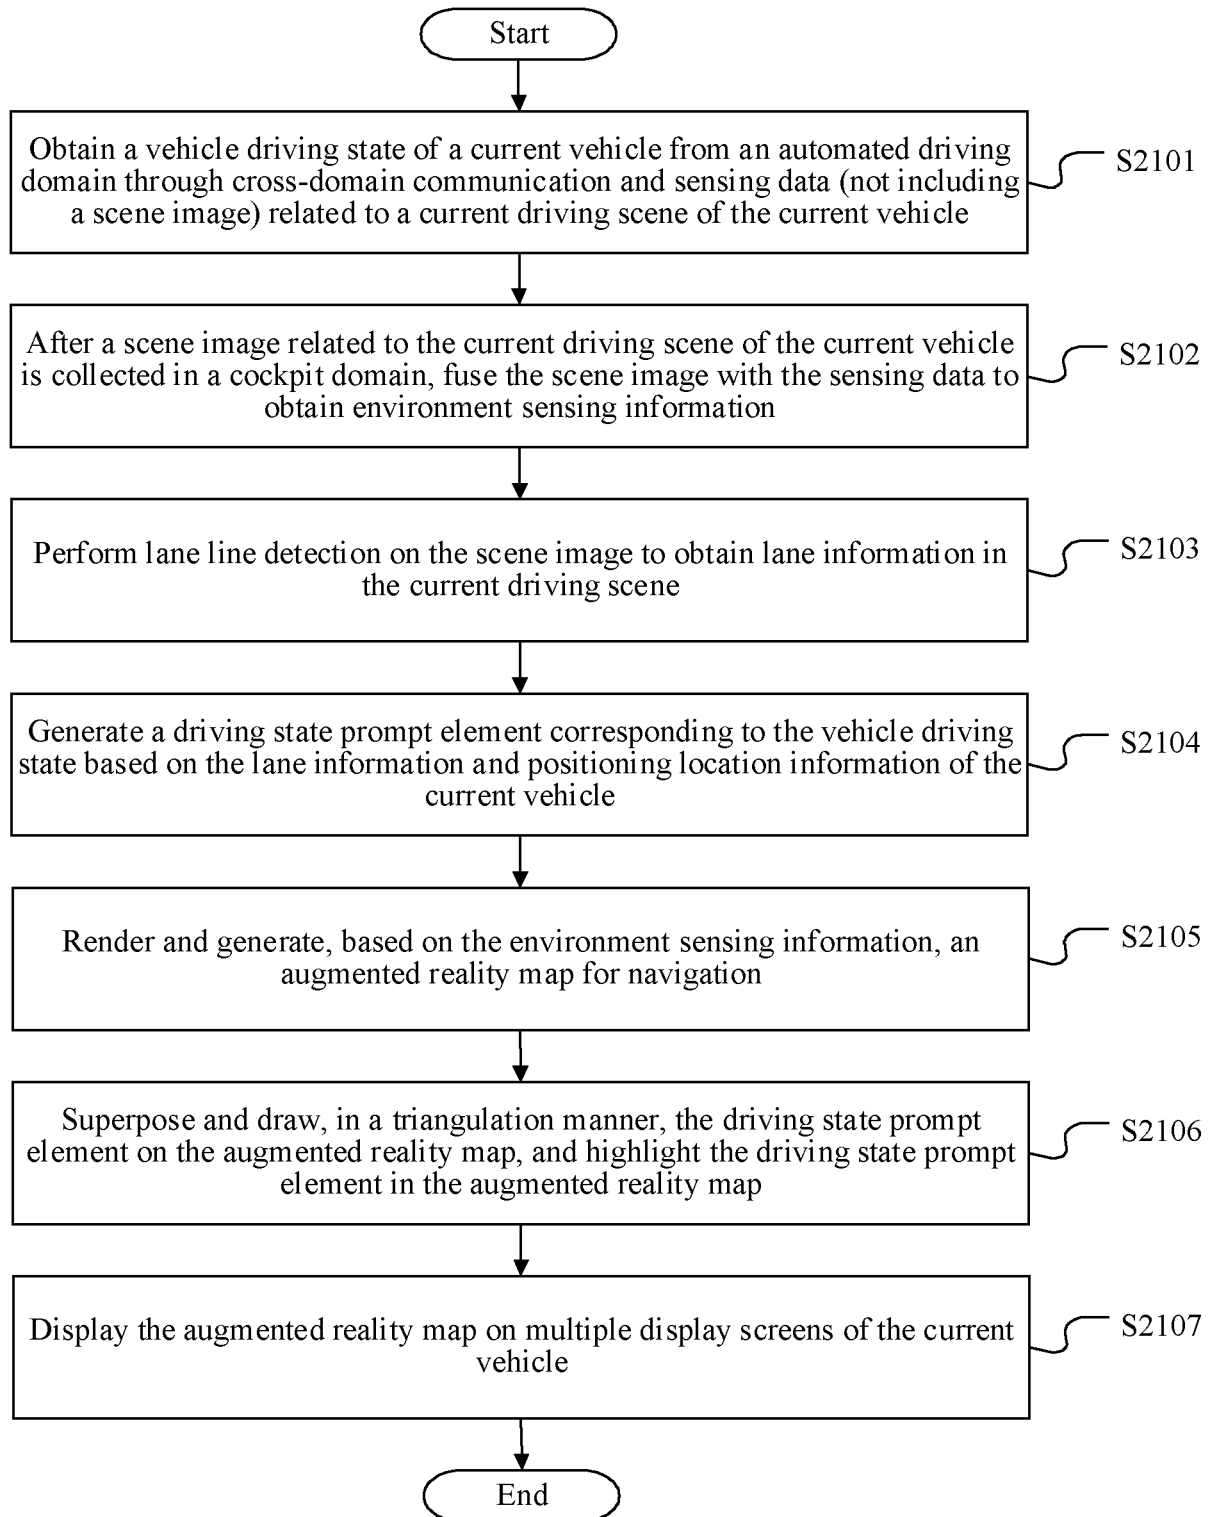 Start
Obtain a vehicle driving state of a current vehicle from an automated driving
domain through cross-domain communication and sensing data (not including
a scene image) related to a current driving scene of the current vehicle
S2101
After a scene image related to the current driving scene of the current vehicle
is collected in a cockpit domain, fuse the scene image with the sensing data to
obtain environment sensing information
S2102
Perform lane line detection on the scene image to obtain lane information in
the current driving scene
S2103
Generate a driving state prompt element corresponding to the vehicle driving
state based on the lane information and positioning location information of the
current vehicle
S2104
Render and generate, based on the environment sensing information, an
augmented reality map for navigation
S2105
Superpose and draw, in a triangulation manner, the driving state prompt
element on the augmented reality map, and highlight the driving state prompt
element in the augmented reality map
S2106
Display the augmented reality map on multiple display screens of the current
vehicle
S2107
End